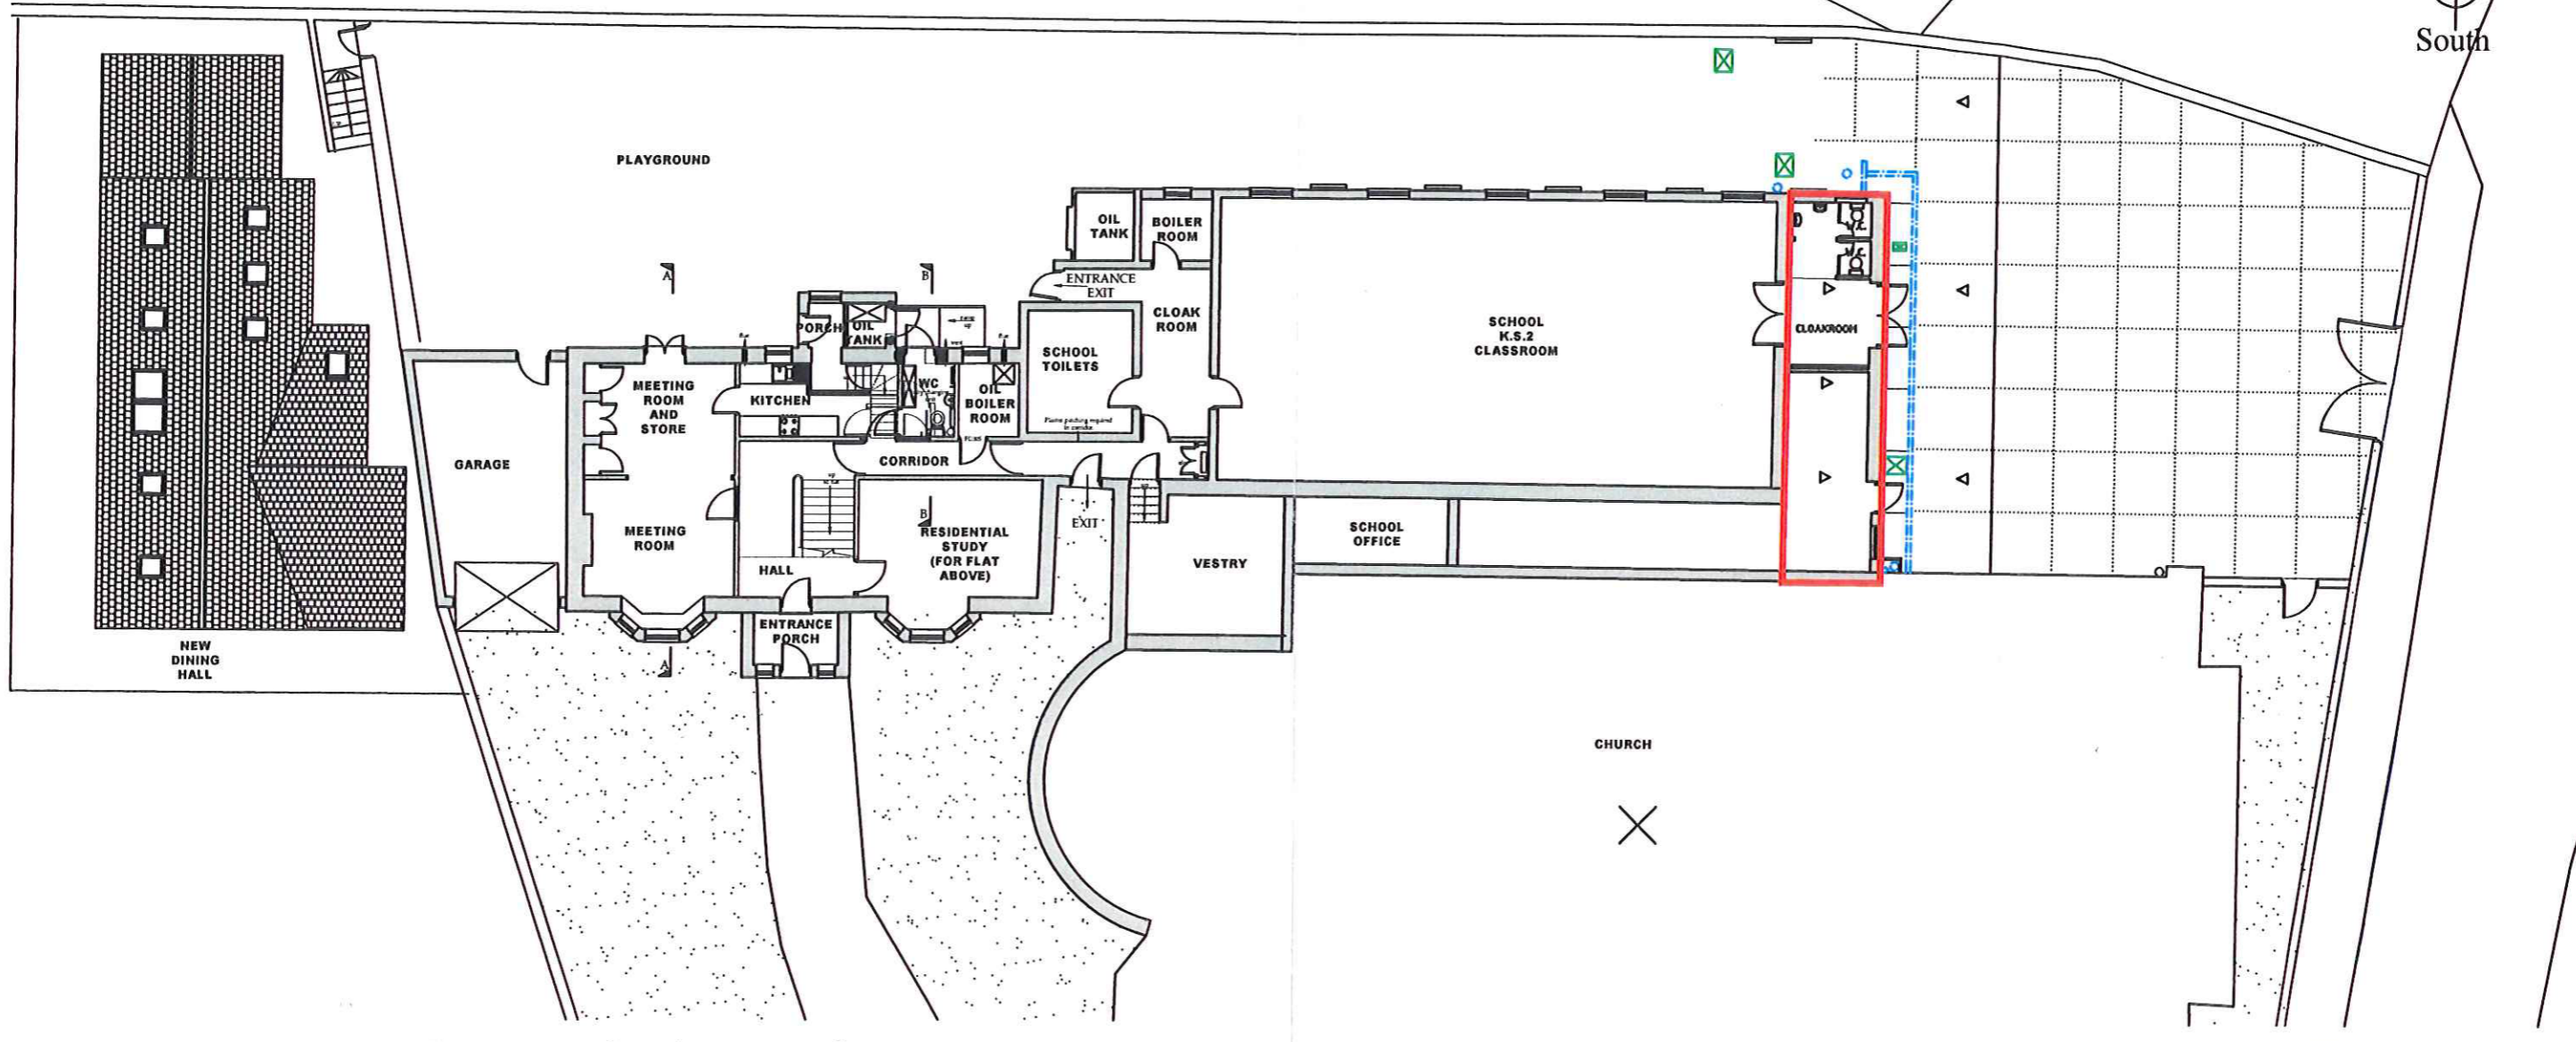 South
PLAYGROUND
OIL
TANK
BOILER
ROOM
A
B
ENTRANCE
EXIT
CLOAK
ROOM
PORCH
OIL
TANK
SCHOOL
TOILETS
SCHOOL
K.S.2
CLASSROOM
CLOAKROOM
MEETING
ROOM
AND
STORE
KITCHEN
WC
OIL
BOILER
ROOM
GARAGE
CORRIDOR
MEETING
ROOM
B
RESIDENTIAL
STUDY
(FOR FLAT
ABOVE)
EXIT
SCHOOL
OFFICE
VESTRY
HALL
ENTRANCE
PORCH
NEW
DINING
HALL
A
CHURCH